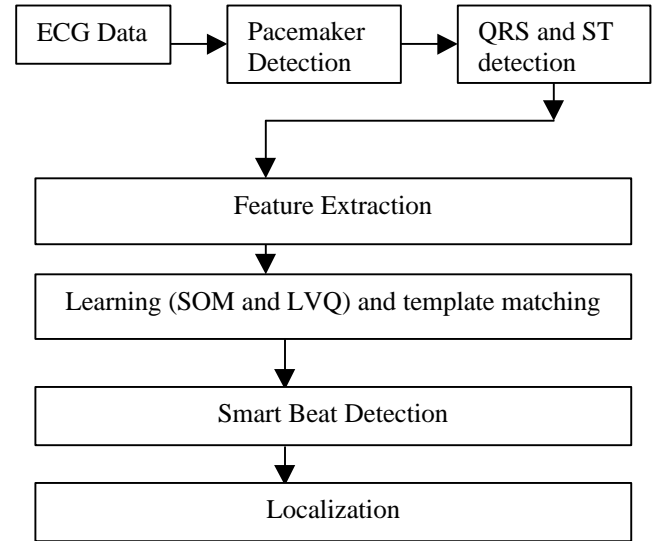 ECG Data
Pacemaker
Detection
QRS and ST
detection
Feature Extraction
Learning (SOM and LVQ) and template matching
Smart Beat Detection
Localization